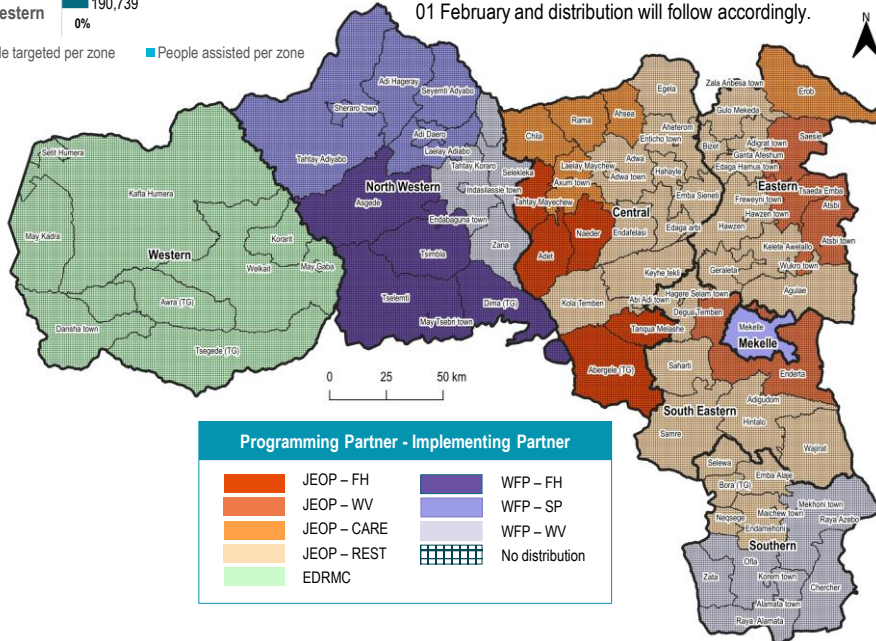 estern
190,739
0%
01 February and distribution will follow accordingly.
le targeted per zone
People assisted per zone
N
Adi Hageray
Seyemti Adyabo
Sheraro town
Adi Daero
Laelay Adiabo
Tahtay Adiyabo
Tahtay Koraro
Selekleka
North Western
Indasilassie town
Asgede
Endabaguna town
Zana
Tsimbla
Tselemti
Dima (TG)
May Tsebri town
Setit Humera
Kafta Humera
May Kadra
Western
Korarit
Welkait
May Gaba
Awra (TG)
Dansha town
Tsegede (TG)
Egela
Ahsea
Rama
Chila
Aheferom
Enticho town
Adwa
Laelay Maychew
Adwa town
Hahayle
Axum town
Tahtay Mayechew
Emba Sieneti
Central
Naeder
Endafelasi
Edaga arbi
Adet
Keyhe tekli
Kola Temben
Abi Adi town
Tanqua Melashe
Abergele (TG)
Zala Anbesa town
Erob
Gulo Mekeda
Saesie
Bizet
Adigrat town
Ganta Afeshum
Edaga Hamus town
Eastern
Tsaeda Emba
Freweyni town
Atsbi
Hawzen town
Hawzen
Atsbi town
Kelete Awelallo
Wukro town
Geraleta
Agulae
Hagere Selam town
Degua Temben
Mekelle
Mekelle
Saharti
Enderta
Adigudom
South Eastern
Hintalo
Samre
Wajirat
Selewa
Emba Alaje
Bora (TG)
Mekhoni town
Neqsege
Maichew town
Raya Azebo
Endamehoni
Southern
Ofla
Zata
Korem town
Chercher
Alamata town
Raya Alamata
0 25 50 km
Programming Partner - Implementing Partner
JEOP – FH
JEOP – WV
JEOP – CARE
JEOP – REST
EDRMC
WFP – FH
WFP – SP
WFP – WV
No distribution